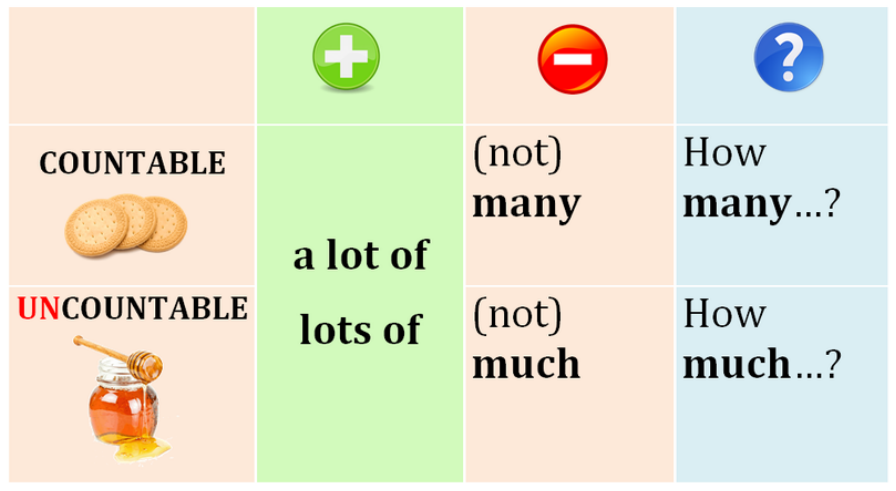 COUNTABLE
a lot of
lots of
(not)
many
How
many...?
UNCOUNTABLE
(not)
much
How
much...?